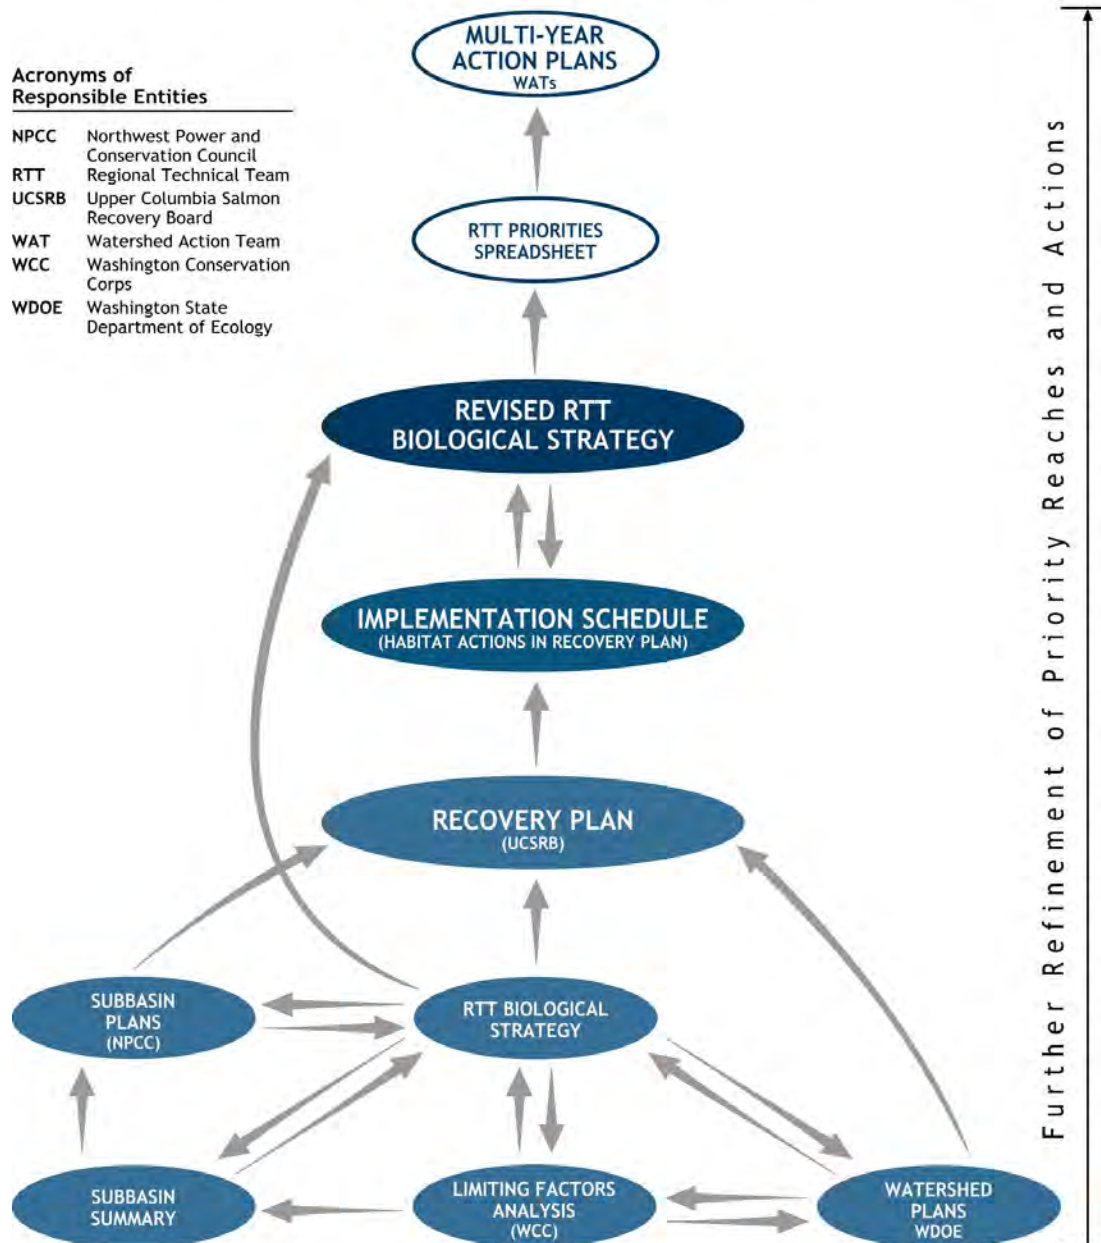 MULTI-YEAR
ACTION PLANS
WATs
Acronyms of
Responsible Entities
NPCC Northwest Power and
Conservation Council
RTT Regional Technical Team
UCSRB Upper Columbia Salmon
Recovery Board
WAT Watershed Action Team
WCC Washington Conservation
Corps
WDOE Washington State
Department of Ecology
RTT PRIORITIES
SPREADSHEET
REVISED RTT
BIOLOGICAL STRATEGY
IMPLEMENTATION SCHEDULE
(HABITAT ACTIONS IN RECOVERY PLAN)
RECOVERY PLAN
(UCSRB)
SUBBASIN
PLANS
(NPCC)
RTT BIOLOGICAL
STRATEGY
SUBBASIN
SUMMARY
LIMITING FACTORS
ANALYSIS
(WCC)
WATERSHED
PLANS
WDOE
Further Refinement of Priority Reaches and Actions